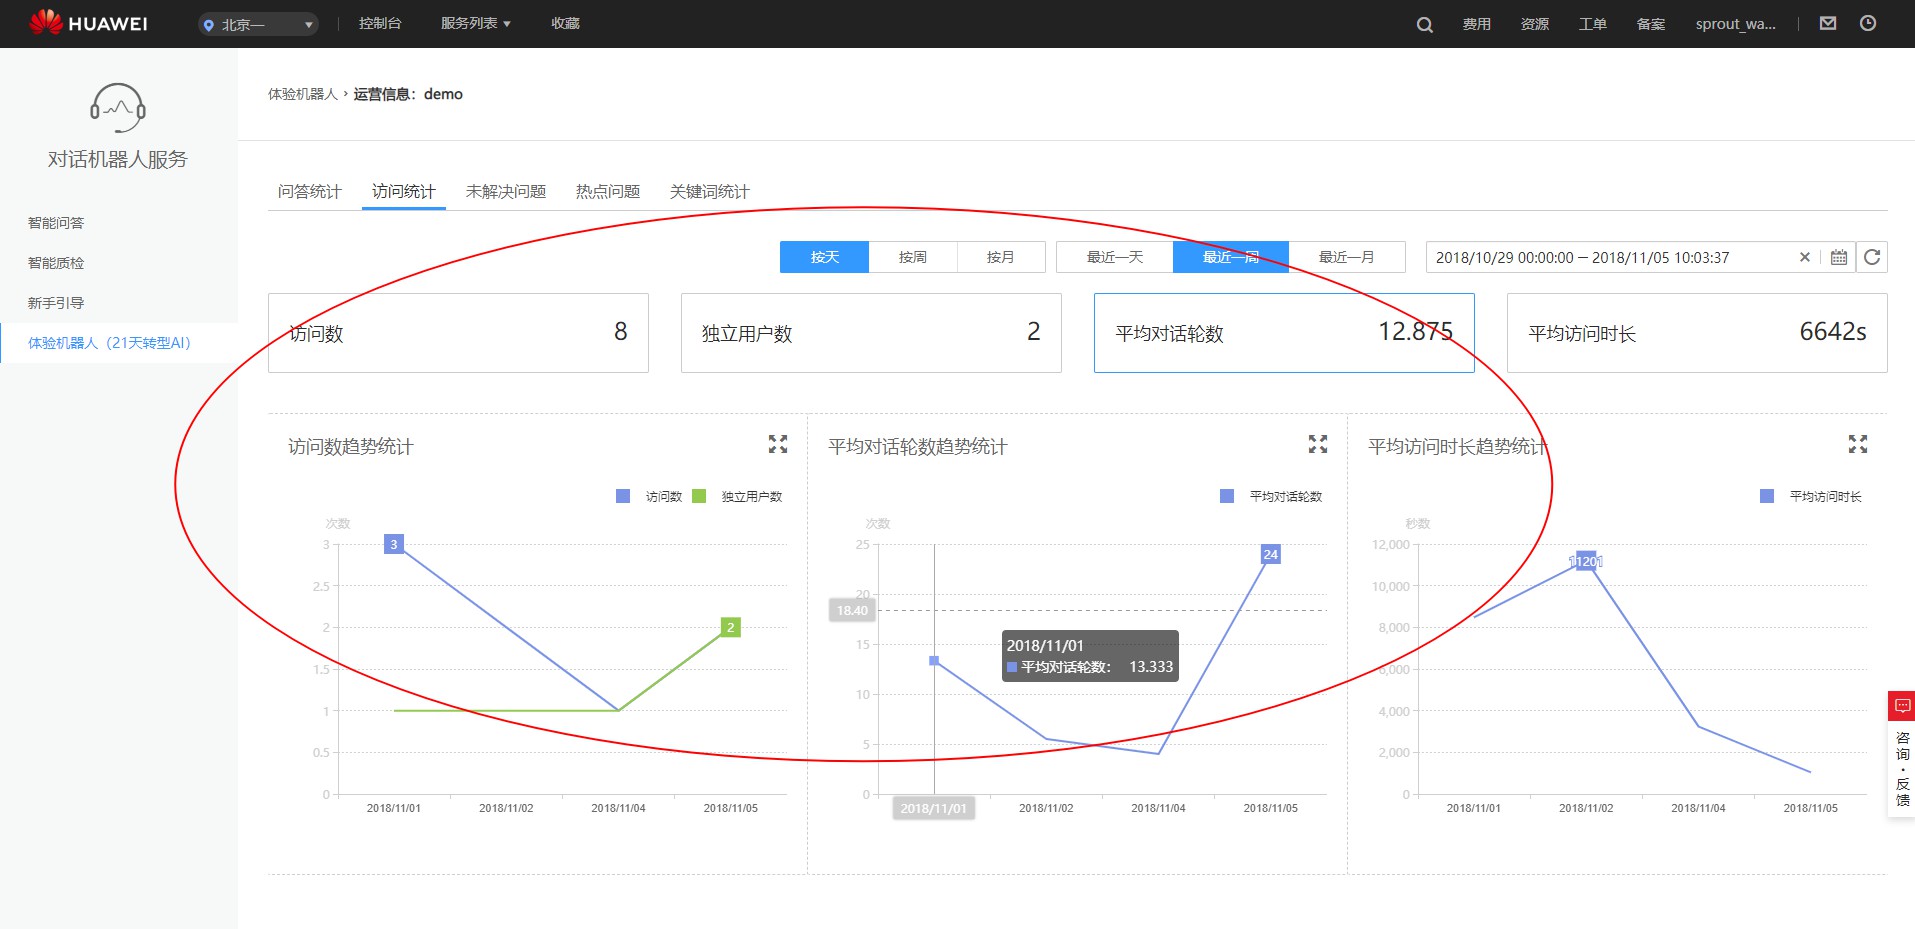 HUAWEI 北京一 控制台 服务列表 收藏 费用 资源 工单 备案 sprout_wa...
体验机器人 › 运营信息：demo
对话机器人服务
智能问答
智能质检
新手引导
体验机器人（21天转型AI）
问答统计 访问统计 未解决问题 热点问题 关键词统计
按天 按周 按月 最近一天 最近一周 最近一月 2018/10/29 00:00:00 – 2018/11/05 10:03:37
访问数 8 独立用户数 2 平均对话轮数 12.875 平均访问时长 6642s
访问数趋势统计
访问数 独立用户数
次数
3
2.5
2
1.5
1
0.5
0
3
2
2018/11/01 2018/11/02 2018/11/04 2018/11/05
平均对话轮数趋势统计
平均对话轮数
次数
25
20
18.40
15
10
5
0
24
2018/11/01
平均对话轮数： 13.333
2018/11/01 2018/11/02 2018/11/04 2018/11/05
平均访问时长趋势统计
平均访问时长
秒数
12,000
10,000
8,000
6,000
4,000
2,000
0
11201
2018/11/01 2018/11/02 2018/11/04 2018/11/05
咨询·反馈